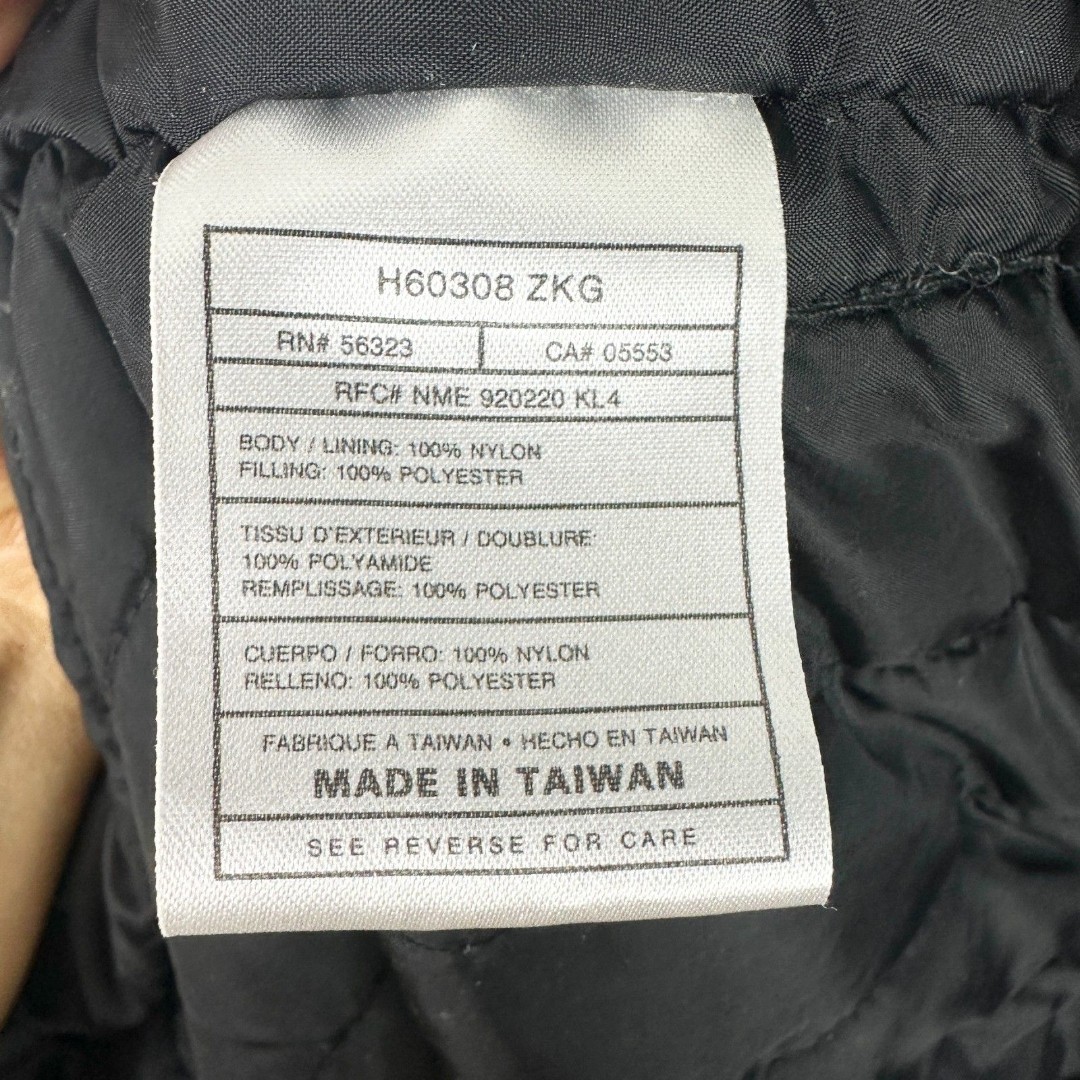 H60308 ZKG
RN# 56323 CA# 05553
RFC# NME 920220 KL4
BODY / LINING: 100% NYLON
FILLING: 100% POLYESTER
TISSU D'EXTERIEUR / DOUBLURE:
100% POLYAMIDE
REMPLISSAGE: 100% POLYESTER
CUERPO / FORRO: 100% NYLON
RELLENO: 100% POLYESTER
FABRIQUE A TAIWAN • HECHO EN TAIWAN
MADE IN TAIWAN
SEE REVERSE FOR CARE